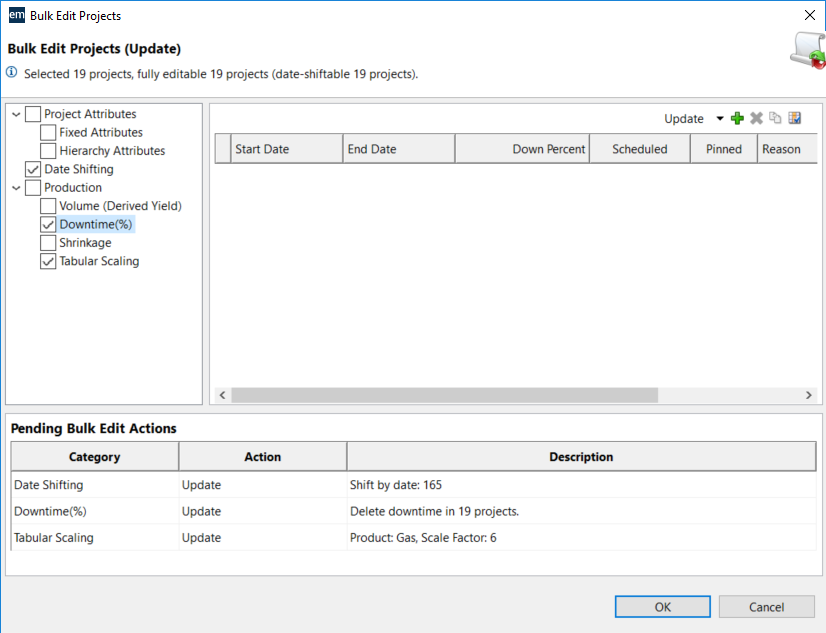 em Bulk Edit Projects
Bulk Edit Projects (Update)
Selected 19 projects, fully editable 19 projects (date-shiftable 19 projects).
Project Attributes
Fixed Attributes
Hierarchy Attributes
Date Shifting
Production
Volume (Derived Yield)
Downtime(%)
Shrinkage
Tabular Scaling
Update
Start Date End Date Down Percent Scheduled Pinned Reason
Pending Bulk Edit Actions
Category Action Description
Date Shifting Update Shift by date: 165
Downtime(%) Update Delete downtime in 19 projects.
Tabular Scaling Update Product: Gas, Scale Factor: 6
OK Cancel